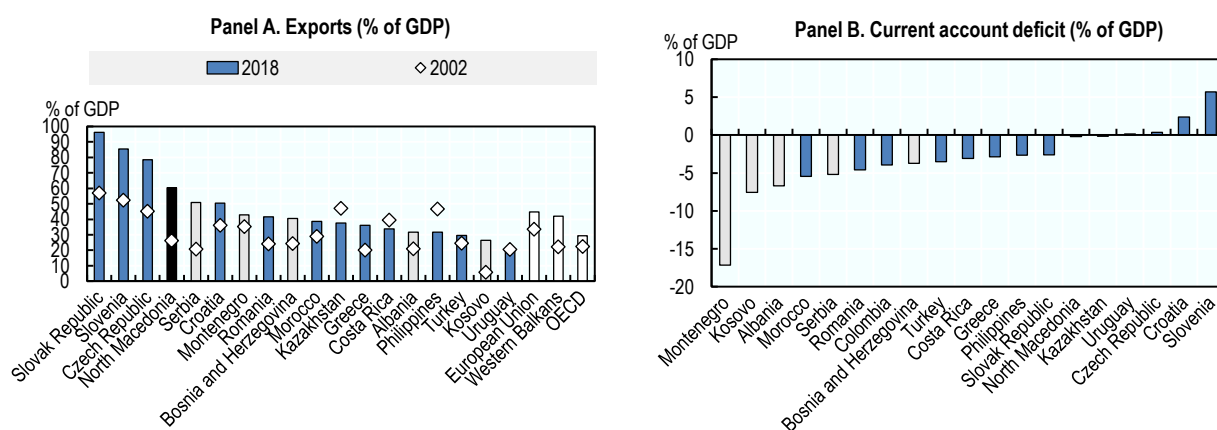 Panel A. Exports (% of GDP)
2018
2002
% of GDP
100
90
80
70
60
50
40
30
20
10
0
Slovak Republic
Slovenia
Czech Republic
North Macedonia
Serbia
Croatia
Montenegro
Romania
Bosnia and Herzegovina
Morocco
Kazakhstan
Greece
Costa Rica
Albania
Philippines
Turkey
Kosovo
Uruguay
European Union
Western Balkans
OECD
Panel B. Current account deficit (% of GDP)
% of GDP
10
5
0
-5
-10
-15
-20
Montenegro
Kosovo
Albania
Morocco
Serbia
Romania
Colombia
Bosnia and Herzegovina
Turkey
Costa Rica
Greece
Philippines
Slovak Republic
North Macedonia
Kazakhstan
Uruguay
Czech Republic
Croatia
Slovenia